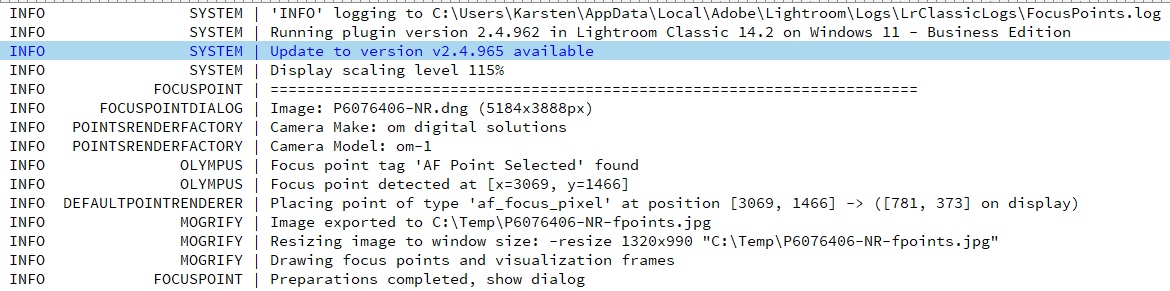 INFO SYSTEM | 'INFO' logging to C:\Users\Karsten\AppData\Local\Adobe\Lightroom\Logs\LrClassicLogs\FocusPoints.log
INFO SYSTEM | Running plugin version 2.4.962 in Lightroom Classic 14.2 on Windows 11 - Business Edition
INFO SYSTEM | Update to version v2.4.965 available
INFO SYSTEM | Display scaling level 115%
INFO FOCUSPOINT | ========================================================================
INFO FOCUSPOINTDIALOG | Image: P6076406-NR.dng (5184x3888px)
INFO POINTSRENDERFACTORY | Camera Make: om digital solutions
INFO POINTSRENDERFACTORY | Camera Model: om-1
INFO OLYMPUS | Focus point tag 'AF Point Selected' found
INFO OLYMPUS | Focus point detected at [x=3069, y=1466]
INFO DEFAULTPOINTRENDERER | Placing point of type 'af_focus_pixel' at position [3069, 1466] -> ([781, 373] on display)
INFO MOGRIFY | Image exported to C:\Temp\P6076406-NR-fpoints.jpg
INFO MOGRIFY | Resizing image to window size: -resize 1320x990 "C:\Temp\P6076406-NR-fpoints.jpg"
INFO MOGRIFY | Drawing focus points and visualization frames
INFO FOCUSPOINT | Preparations completed, show dialog